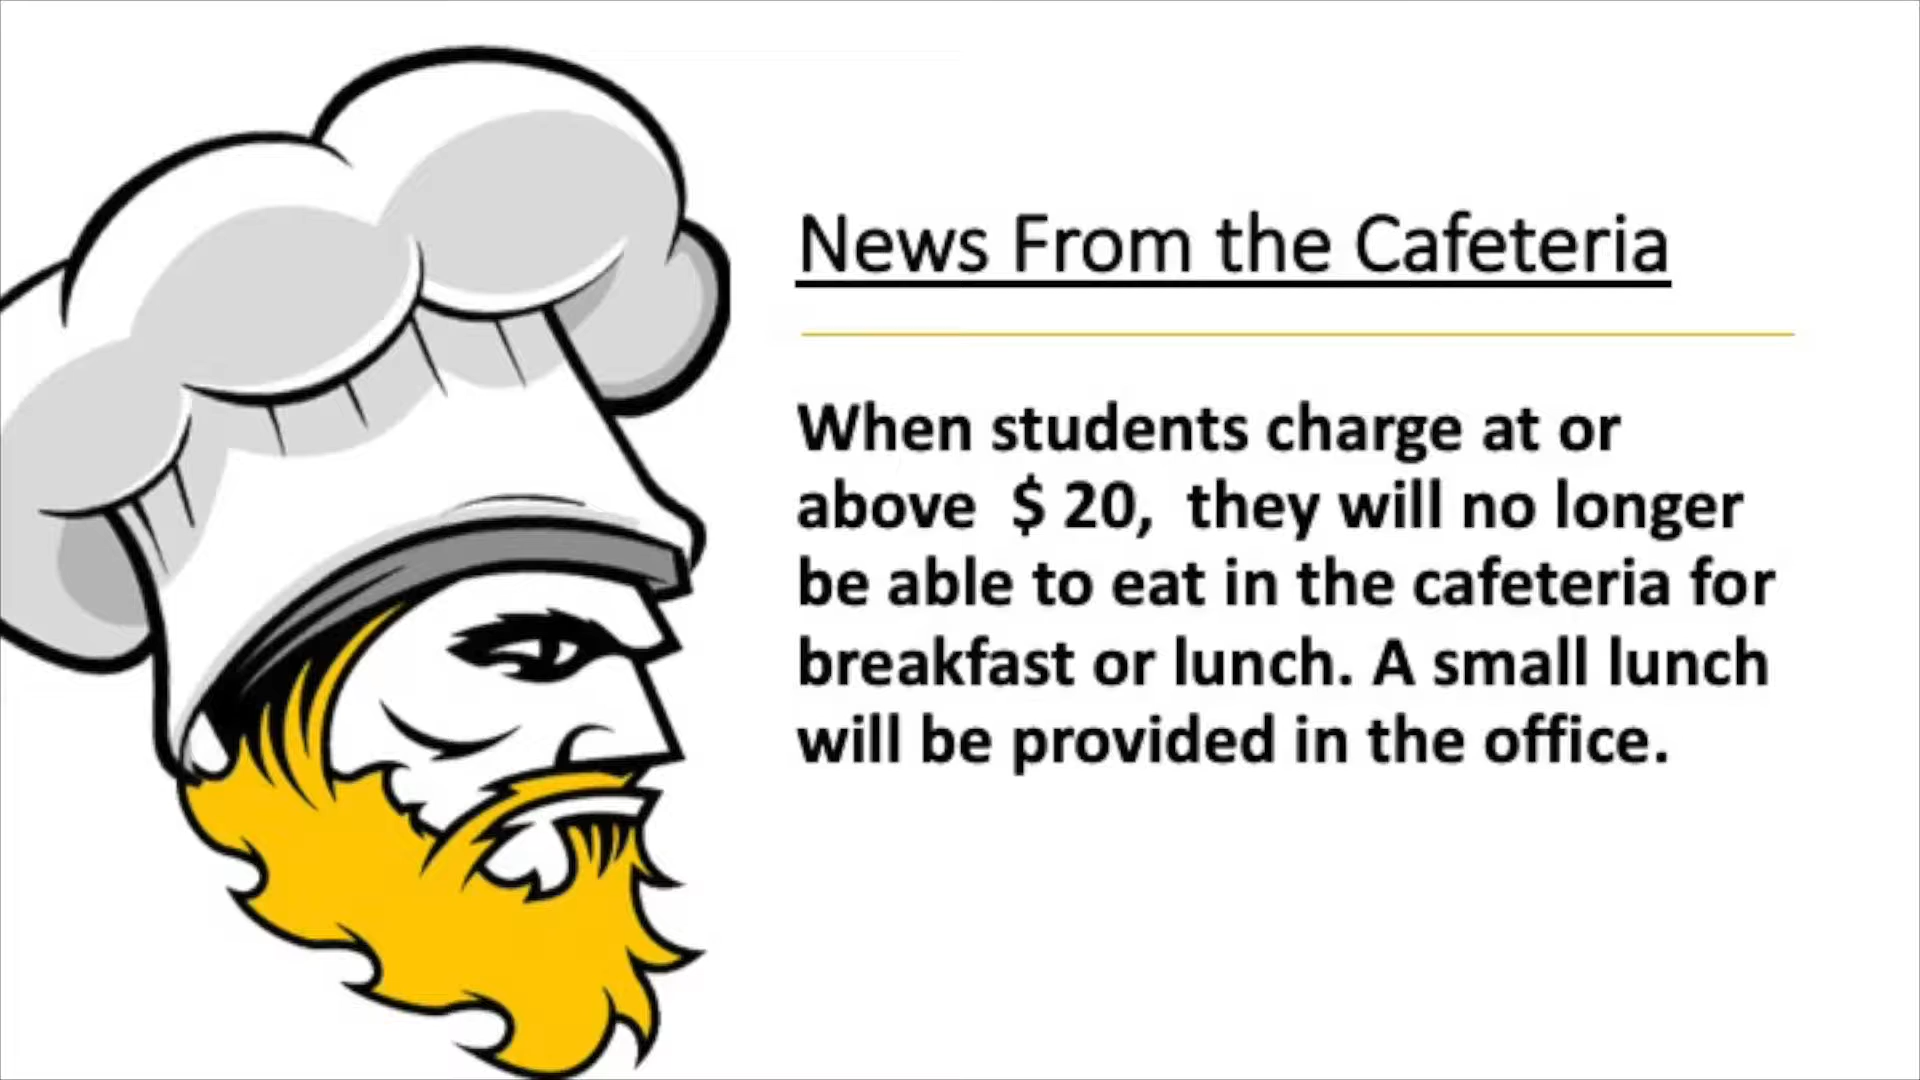 News From the Cafeteria
When students charge at or
above  $ 20,  they will no longer
be able to eat in the cafeteria for
breakfast or lunch. A small lunch
will be provided in the office.